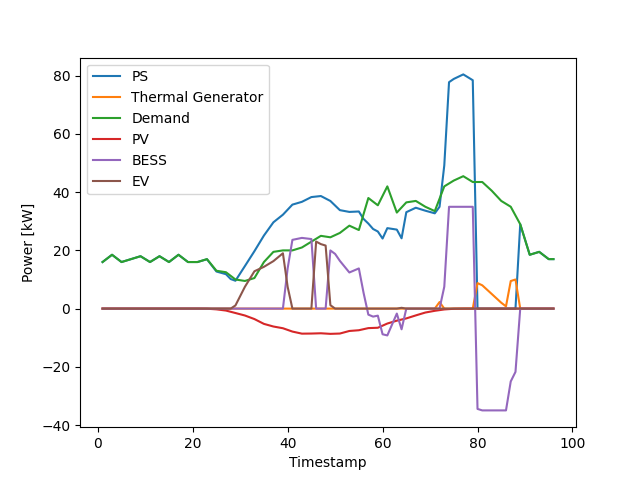 80
60
40
20
0
−20
−40
Power [kW]
PS
Thermal Generator
Demand
PV
BESS
EV
0
20
40
60
80
100
Timestamp